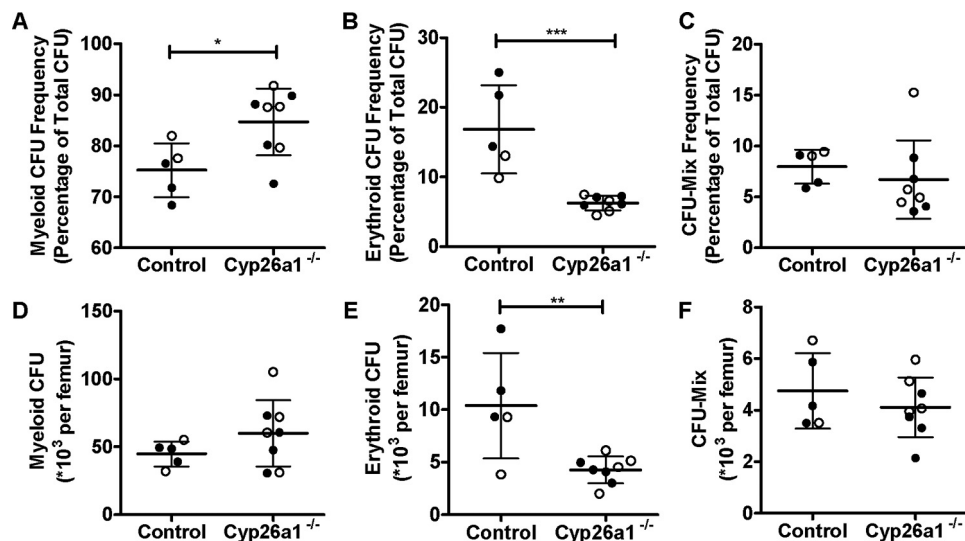 A
Myeloid CFU Frequency
(Percentage of Total CFU)
100
90
80
70
60
*
Control
Cyp26a1 -/-
B
Erythroid CFU Frequency
(Percentage of Total CFU)
30
20
10
0
***
Control
Cyp26a1 -/-
C
CFU-Mix Frequency
(Percentage of Total CFU)
20
15
10
5
0
Control
Cyp26a1 -/-
D
Myeloid CFU
(*10³ per femur)
150
100
50
0
Control
Cyp26a1 -/-
E
Erythroid CFU
(*10³ per femur)
20
15
10
5
0
**
Control
Cyp26a1 -/-
F
CFU-Mix
(*10³ per femur)
8
6
4
2
0
Control
Cyp26a1 -/-